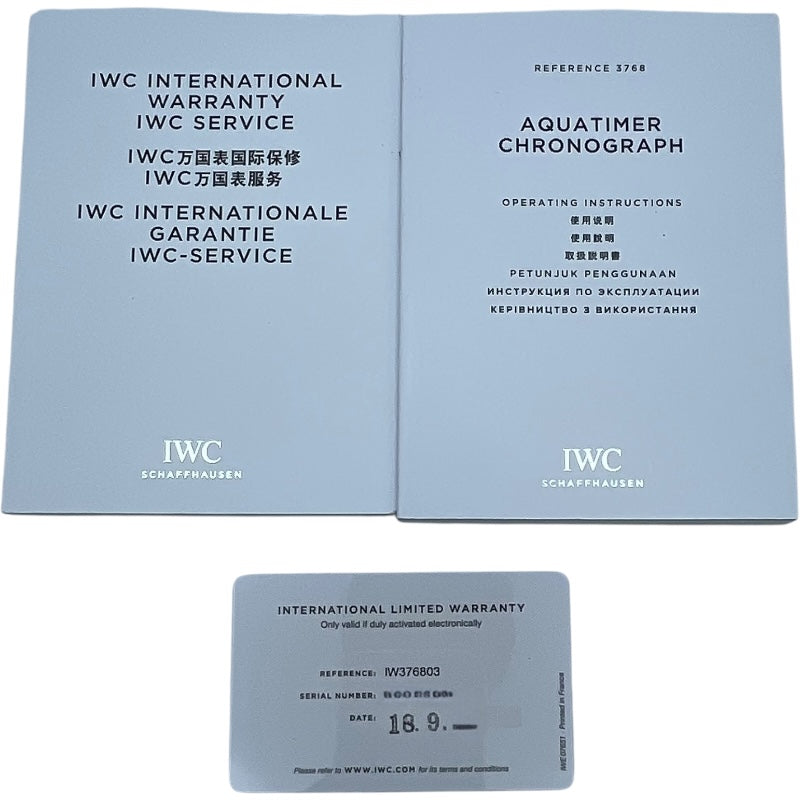 IWC INTERNATIONAL
WARRANTY
IWC SERVICE
IWC万国表国际保修
IWC万国表服务
IWC INTERNATIONALE
GARANTIE
IWC-SERVICE
IWC
SCHAFFHAUSEN
REFERENCE 3768
AQUATIMER
CHRONOGRAPH
OPERATING INSTRUCTIONS
使用说明
使用說明
取扱説明書
PETUNJUK PENGGUNAAN
ИНСТРУКЦИЯ ПО ЭКСПЛУАТАЦИИ
КЕРІВНИЦТВО З ВИКОРИСТАННЯ
IWC
SCHAFFHAUSEN
INTERNATIONAL LIMITED WARRANTY
Only valid if duly activated electronically
REFERENCE: IW376803
SERIAL NUMBER:
DATE: 18. 9.
Please refer to WWW.IWC.COM for its terms and conditions
Printed in France